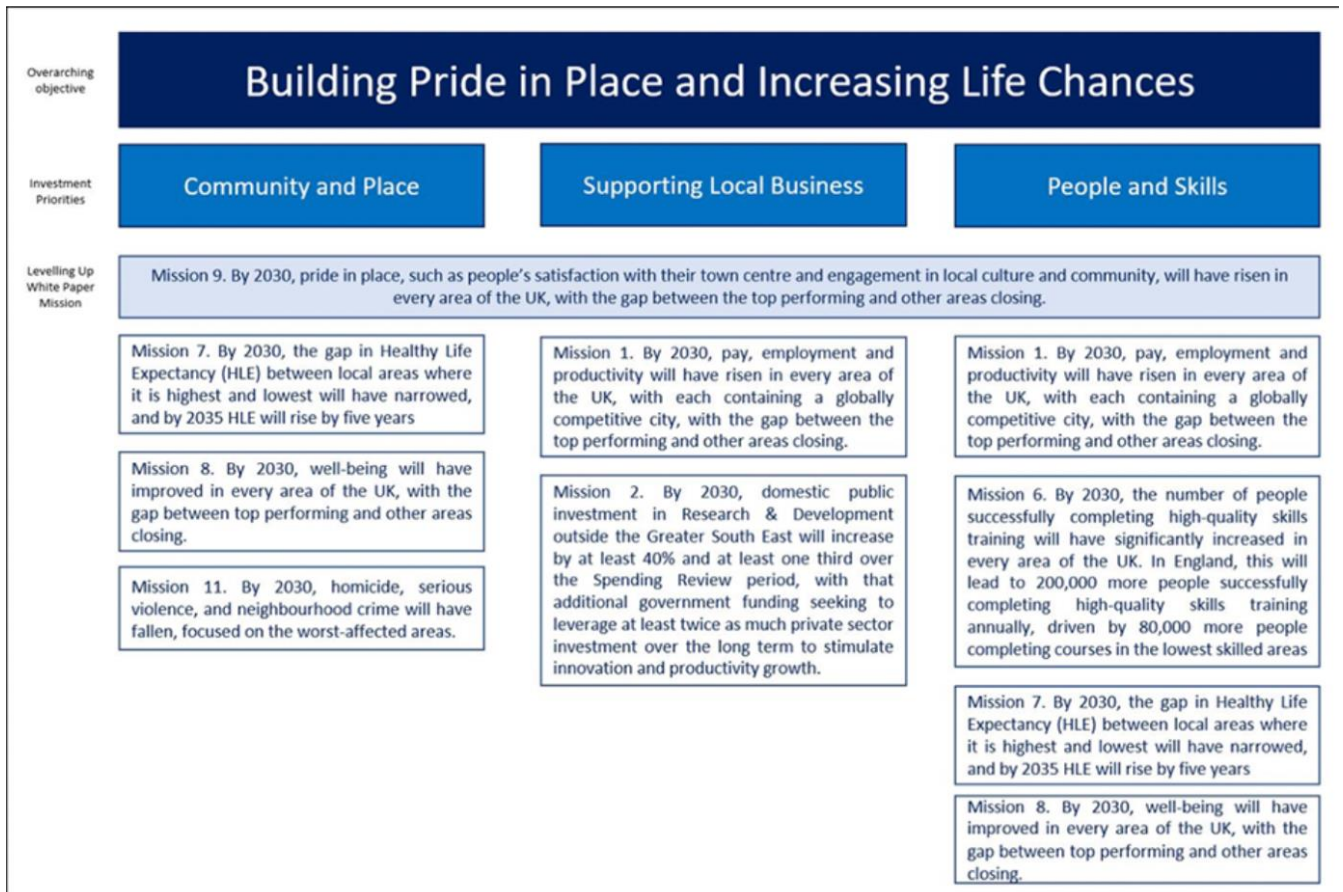 Overarching
objective
Building Pride in Place and Increasing Life Chances
Investment
Priorities
Community and Place
Supporting Local Business
People and Skills
Levelling Up
White Paper
Mission
Mission 9. By 2030, pride in place, such as people's satisfaction with their town centre and engagement in local culture and community, will have risen in
every area of the UK, with the gap between the top performing and other areas closing.
Mission 7. By 2030, the gap in Healthy Life
Expectancy (HLE) between local areas where
it is highest and lowest will have narrowed,
and by 2035 HLE will rise by five years
Mission 8. By 2030, well-being will have
improved in every area of the UK, with the
gap between top performing and other areas
closing.
Mission 11. By 2030, homicide, serious
violence, and neighbourhood crime will have
fallen, focused on the worst-affected areas.
Mission 1. By 2030, pay, employment and
productivity will have risen in every area of
the UK, with each containing a globally
competitive city, with the gap between the
top performing and other areas closing.
Mission 2. By 2030, domestic public
investment in Research & Development
outside the Greater South East will increase
by at least 40% and at least one third over
the Spending Review period, with that
additional government funding seeking to
leverage at least twice as much private sector
investment over the long term to stimulate
innovation and productivity growth.
Mission 1. By 2030, pay, employment and
productivity will have risen in every area of
the UK, with each containing a globally
competitive city, with the gap between the
top performing and other areas closing.
Mission 6. By 2030, the number of people
successfully completing high-quality skills
training will have significantly increased in
every area of the UK. In England, this will
lead to 200,000 more people successfully
completing high-quality skills training
annually, driven by 80,000 more people
completing courses in the lowest skilled areas
Mission 7. By 2030, the gap in Healthy Life
Expectancy (HLE) between local areas where
it is highest and lowest will have narrowed,
and by 2035 HLE will rise by five years
Mission 8. By 2030, well-being will have
improved in every area of the UK, with the
gap between top performing and other areas
closing.